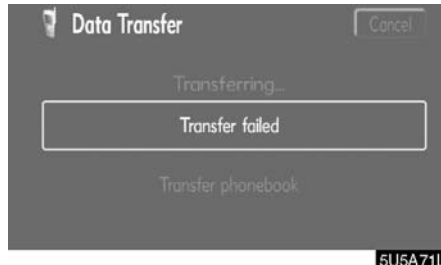 Data Transfer
Cancel
Transferring...
Transfer failed
Transfer phonebook
5U5A71